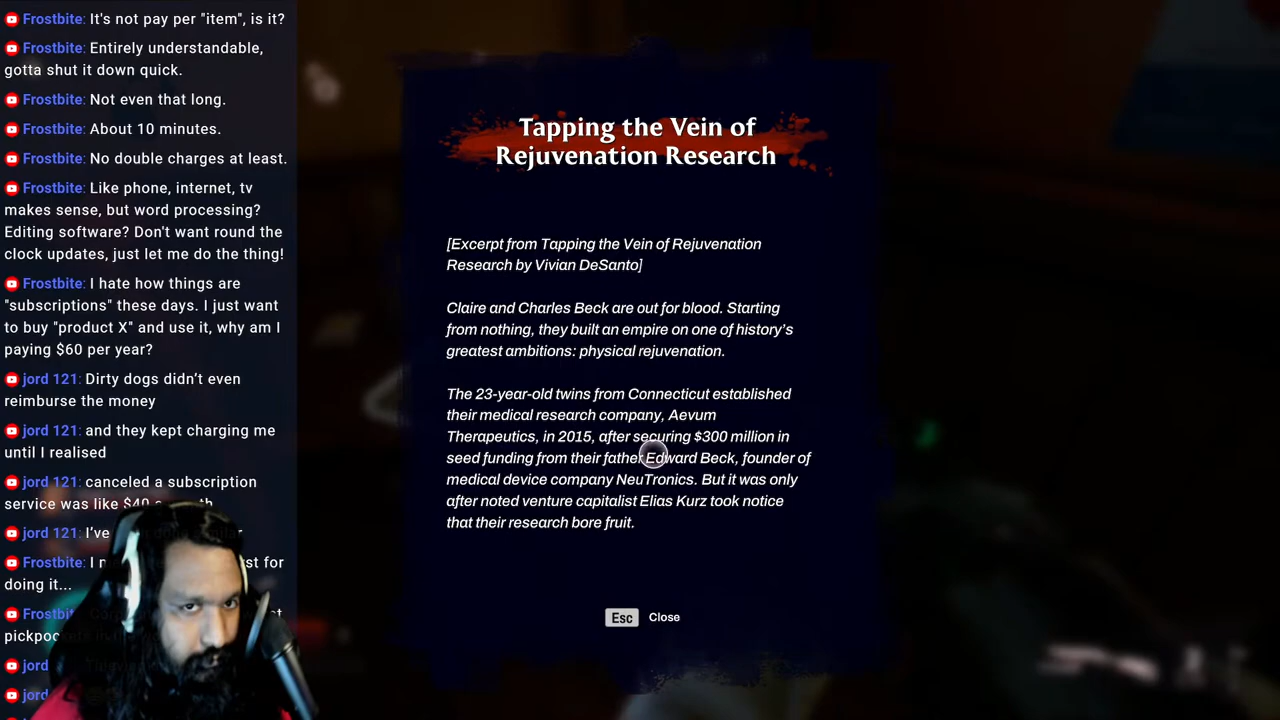 Frostbite: It's not pay per "item", is it?
Frostbite: Entirely understandable,
gotta shut it down quick.
Frostbite: Not even that long.
Frostbite: About 10 minutes.
Frostbite: No double charges at least.
Frostbite: Like phone, internet, tv
makes sense, but word processing?
Editing software? Don't want round the
clock updates, just let me do the thing!
Frostbite: I hate how things are
"subscriptions" these days. I just want
to buy "product X" and use it, why am I
paying $60 per year?
jord 121: Dirty dogs didn't even
reimburse the money
jord 121: and they kept charging me
until I realised
jord 121: canceled a subscription
service was like $40
jord 121: I've
Frostbite: I
for
doing it...
jord
jord
Tapping the Vein of
Rejuvenation Research
[Excerpt from Tapping the Vein of Rejuvenation
Research by Vivian DeSanto]
Claire and Charles Beck are out for blood. Starting
from nothing, they built an empire on one of history's
greatest ambitions: physical rejuvenation.
The 23-year-old twins from Connecticut established
their medical research company, Aevum
Therapeutics, in 2015, after securing $300 million in
seed funding from their father Edward Beck, founder of
medical device company NeuTronics. But it was only
after noted venture capitalist Elias Kurz took notice
that their research bore fruit.
Esc Close